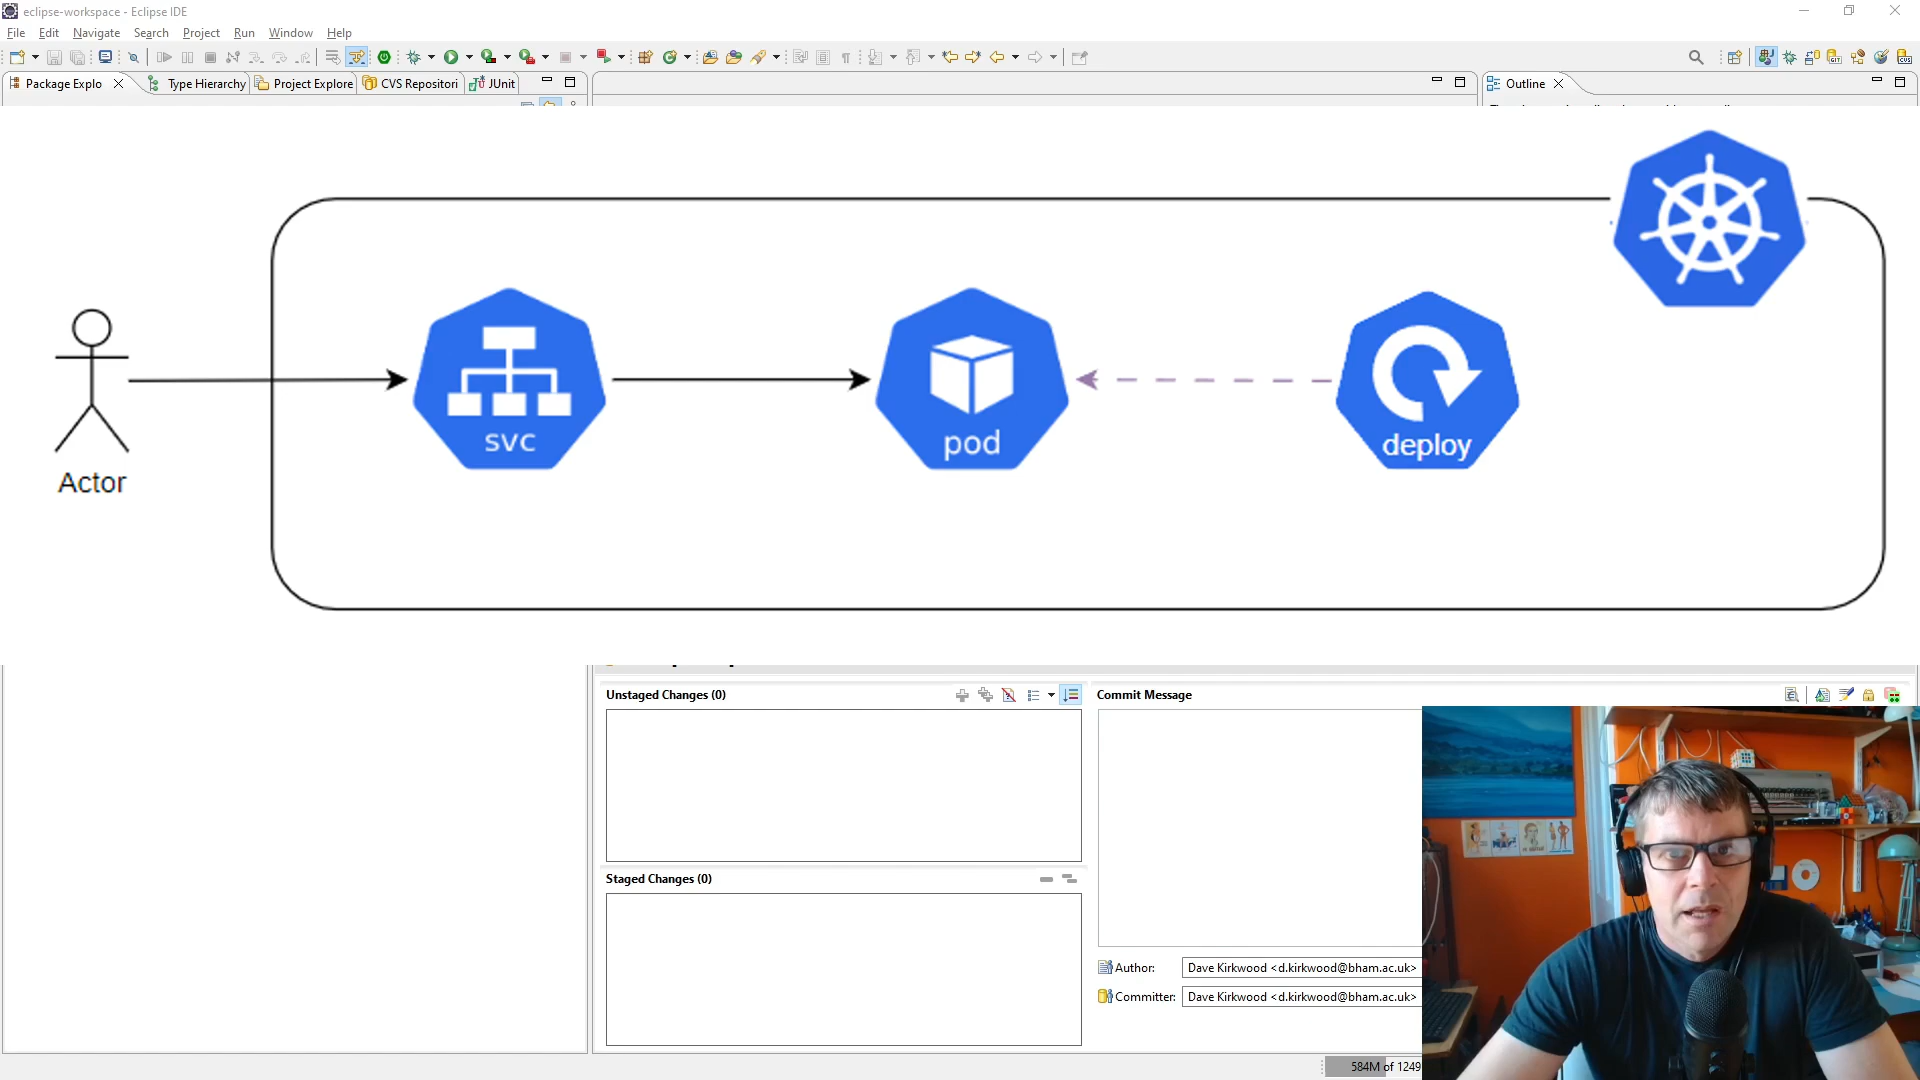 eclipse-workspace - Eclipse IDE
File Edit Navigate Search Project Run Window Help
Package Explo Type Hierarchy Project Explore CVS Repositori JUnit
Outline
svc
pod
deploy
Actor
Unstaged Changes (0)
Commit Message
Staged Changes (0)
Author: Dave Kirkwood <d.kirkwood@bham.ac.uk>
Committer: Dave Kirkwood <d.kirkwood@bham.ac.uk>
584M of 1249